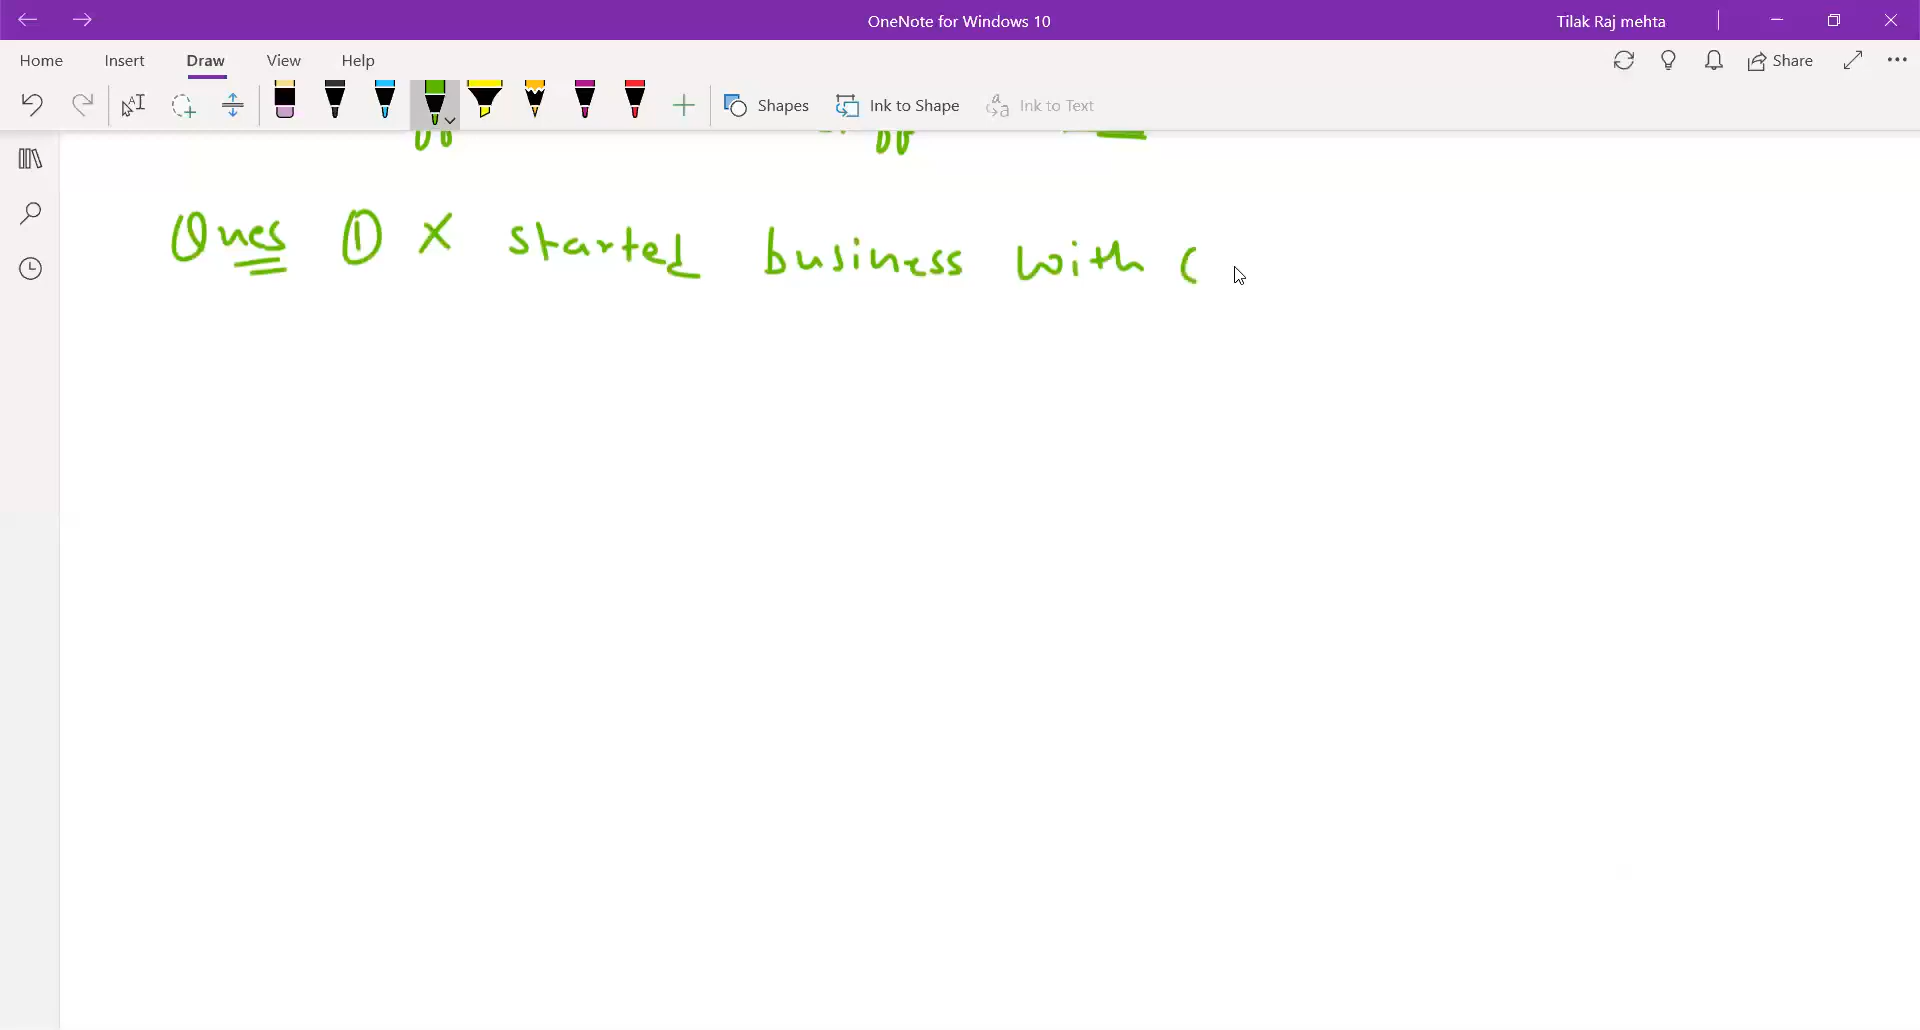 OneNote for Windows 10
Tilak Raj mehta
Home Insert Draw View Help Share
Shapes Ink to Shape Ink to Text
Ques ① X started business with C